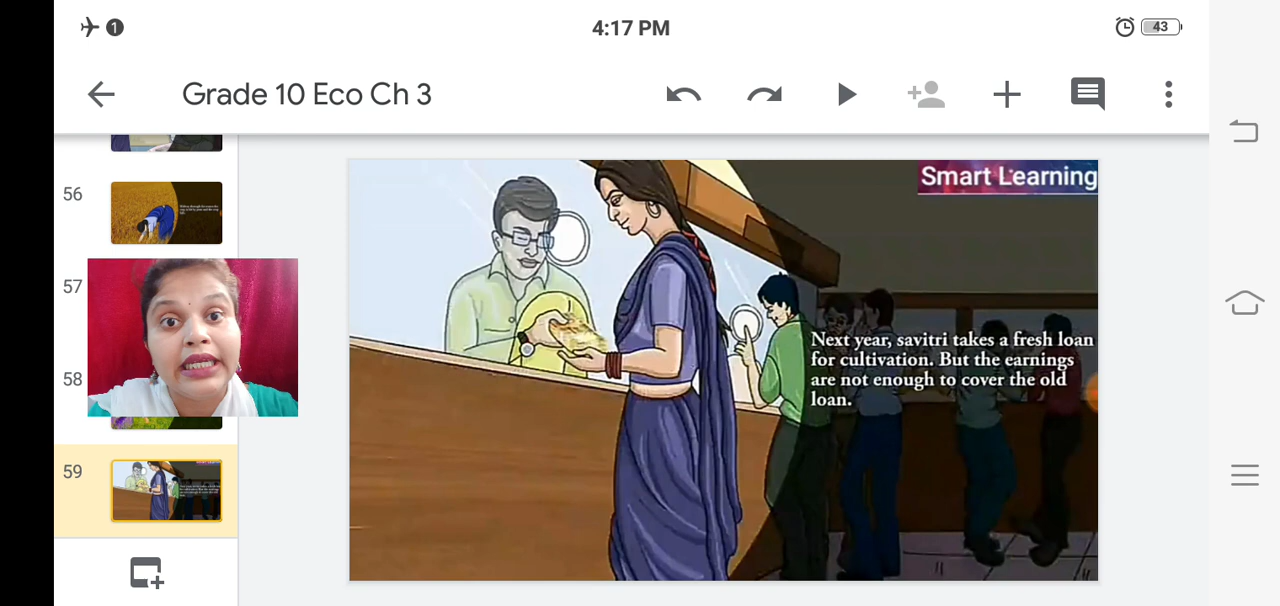 1
4:17 PM
43
Grade 10 Eco Ch 3
56
57
58
59
Smart Learning
Next year, savitri takes a fresh loan
for cultivation. But the earnings
are not enough to cover the old
loan.